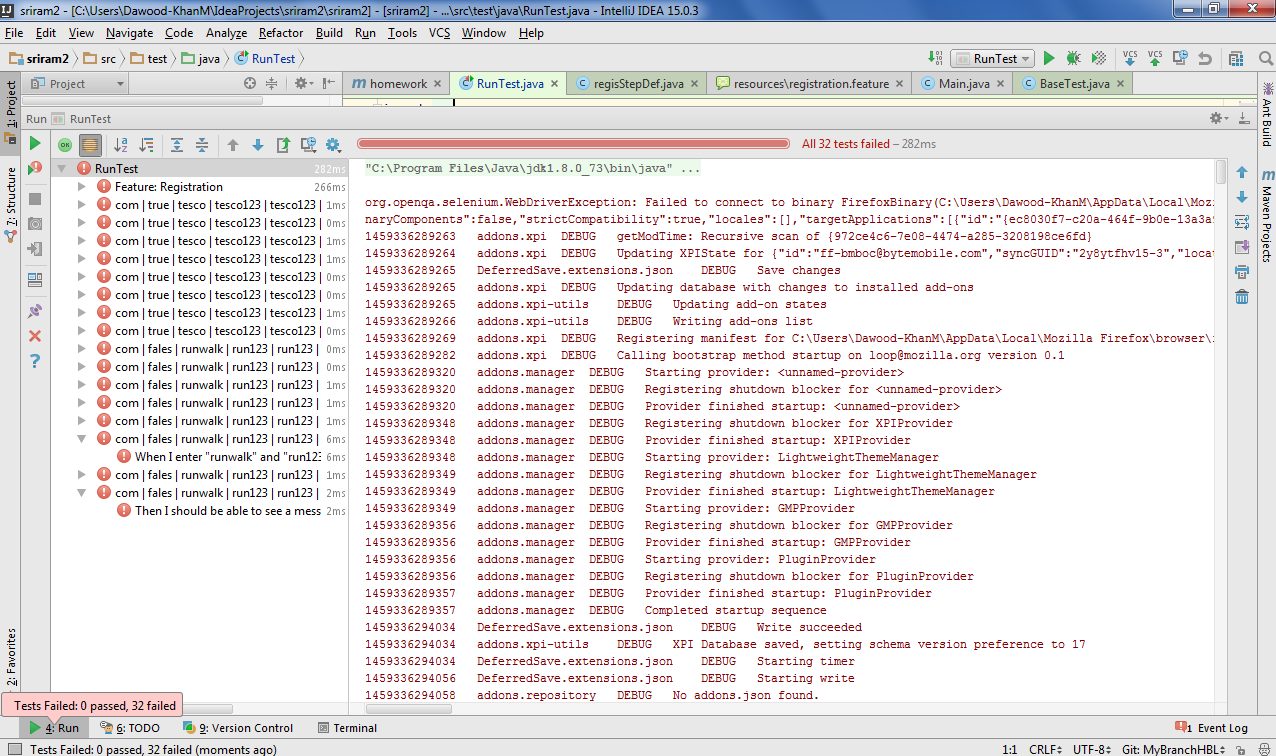 sriram2 - [C:\Users\Dawood-KhanM\IdeaProjects\sriram2\sriram2] - [sriram2] - ...\src\test\java\RunTest.java - IntelliJ IDEA 15.0.3
File Edit View Navigate Code Analyze Refactor Build Run Tools VCS Window Help
sriram2 src test java RunTest RunTest VCS VCS
1: Project Project homework RunTest.java regisStepDef.java resources\registration.feature Main.java BaseTest.java
Run RunTest
All 32 tests failed – 282ms
RunTest 282ms
Feature: Registration 266ms
com | true | tesco | tesco123 | tesco123 | 1ms
com | true | tesco | tesco123 | tesco123 | 0ms
com | true | tesco | tesco123 | tesco123 | 1ms
com | true | tesco | tesco123 | tesco123 | 1ms
com | true | tesco | tesco123 | tesco123 | 0ms
com | true | tesco | tesco123 | tesco123 | 0ms
com | true | tesco | tesco123 | tesco123 | 1ms
com | true | tesco | tesco123 | tesco123 | 0ms
com | fales | runwalk | run123 | run123 | 0ms
com | fales | runwalk | run123 | run123 | 0ms
com | fales | runwalk | run123 | run123 | 1ms
com | fales | runwalk | run123 | run123 | 0ms
com | fales | runwalk | run123 | run123 | 1ms
com | fales | runwalk | run123 | run123 | 6ms
When I enter "runwalk" and "run12 6ms
com | fales | runwalk | run123 | run123 | 1ms
com | fales | runwalk | run123 | run123 | 2ms
Then I should be able to see a mess 2ms
"C:\Program Files\Java\jdk1.8.0_73\bin\java" ...
org.openqa.selenium.WebDriverException: Failed to connect to binary FirefoxBinary(C:\Users\Dawood-KhanM\AppData\Local\Mozi
naryComponents":false,"strictCompatibility":true,"locales":[],"targetApplications":[{"id":"{ec8030f7-c20a-464f-9b0e-13a3a
1459336289263 addons.xpi DEBUG getModTime: Recursive scan of {972ce4c6-7e08-4474-a285-3208198ce6fd}
1459336289264 addons.xpi DEBUG Updating XPIState for {"id":"ff-bmboc@bytemobile.com","syncGUID":"2y8ytfhv15-3","locat
1459336289265 DeferredSave.extensions.json DEBUG Save changes
1459336289265 addons.xpi DEBUG Updating database with changes to installed add-ons
1459336289265 addons.xpi-utils DEBUG Updating add-on states
1459336289266 addons.xpi-utils DEBUG Writing add-ons list
1459336289269 addons.xpi DEBUG Registering manifest for C:\Users\Dawood-KhanM\AppData\Local\Mozilla Firefox\browser\
1459336289282 addons.xpi DEBUG Calling bootstrap method startup on loop@mozilla.org version 0.1
1459336289320 addons.manager DEBUG Starting provider: <unnamed-provider>
1459336289320 addons.manager DEBUG Registering shutdown blocker for <unnamed-provider>
1459336289320 addons.manager DEBUG Provider finished startup: <unnamed-provider>
1459336289348 addons.manager DEBUG Registering shutdown blocker for XPIProvider
1459336289348 addons.manager DEBUG Provider finished startup: XPIProvider
1459336289348 addons.manager DEBUG Starting provider: LightweightThemeManager
1459336289349 addons.manager DEBUG Registering shutdown blocker for LightweightThemeManager
1459336289349 addons.manager DEBUG Provider finished startup: LightweightThemeManager
1459336289349 addons.manager DEBUG Starting provider: GMPProvider
1459336289356 addons.manager DEBUG Registering shutdown blocker for GMPProvider
1459336289356 addons.manager DEBUG Provider finished startup: GMPProvider
1459336289356 addons.manager DEBUG Starting provider: PluginProvider
1459336289356 addons.manager DEBUG Registering shutdown blocker for PluginProvider
1459336289357 addons.manager DEBUG Provider finished startup: PluginProvider
1459336289357 addons.manager DEBUG Completed startup sequence
1459336294034 DeferredSave.extensions.json DEBUG Write succeeded
1459336294034 addons.xpi-utils DEBUG XPI Database saved, setting schema version preference to 17
1459336294034 DeferredSave.extensions.json DEBUG Starting timer
1459336294056 DeferredSave.extensions.json DEBUG Starting write
1459336294058 addons.repository DEBUG No addons.json found.
Z: Structure
2: Favorites
Ant Build
Maven Projects
Tests Failed: 0 passed, 32 failed
4: Run 6: TODO 9: Version Control Terminal 1 Event Log
Tests Failed: 0 passed, 32 failed (moments ago) 1:1 CRLF UTF-8 Git: MyBranchHBL